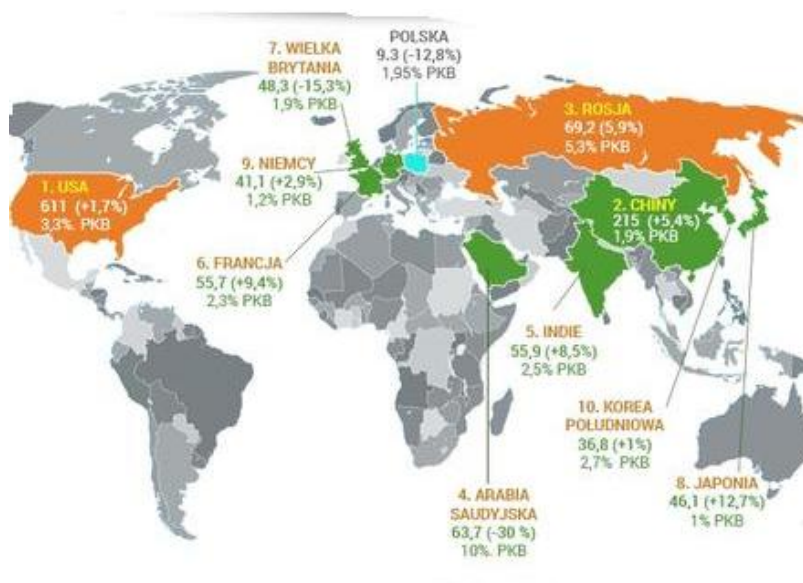 7. WIELKA
BRYTANIA
48,3 (-15,3%)
1,9% PKB
POLSKA
9.3 (-12,8%)
1,95% PKB
3. ROSJA
69,2 (5,9%)
5,3% PKB
9. NIEMCY
41,1 (+2,9%)
1,2% PKB
1. USA
611 (+1,7%)
3,3%. PKB
2. CHINY
215 (+5,4%)
1,9% PKB
6. FRANCJA
55,7 (+9,4%)
2,3% PKB
5. INDIE
55,9 (+8,5%)
2,5% PKB
10. KOREA
POŁUDNIOWA
36,8 (+1%)
2,7% PKB
4. ARABIA
SAUDYJSKA
63,7 (-30 %)
10%. PKB
8. JAPONIA
46,1 (+12,7%)
1% PKB